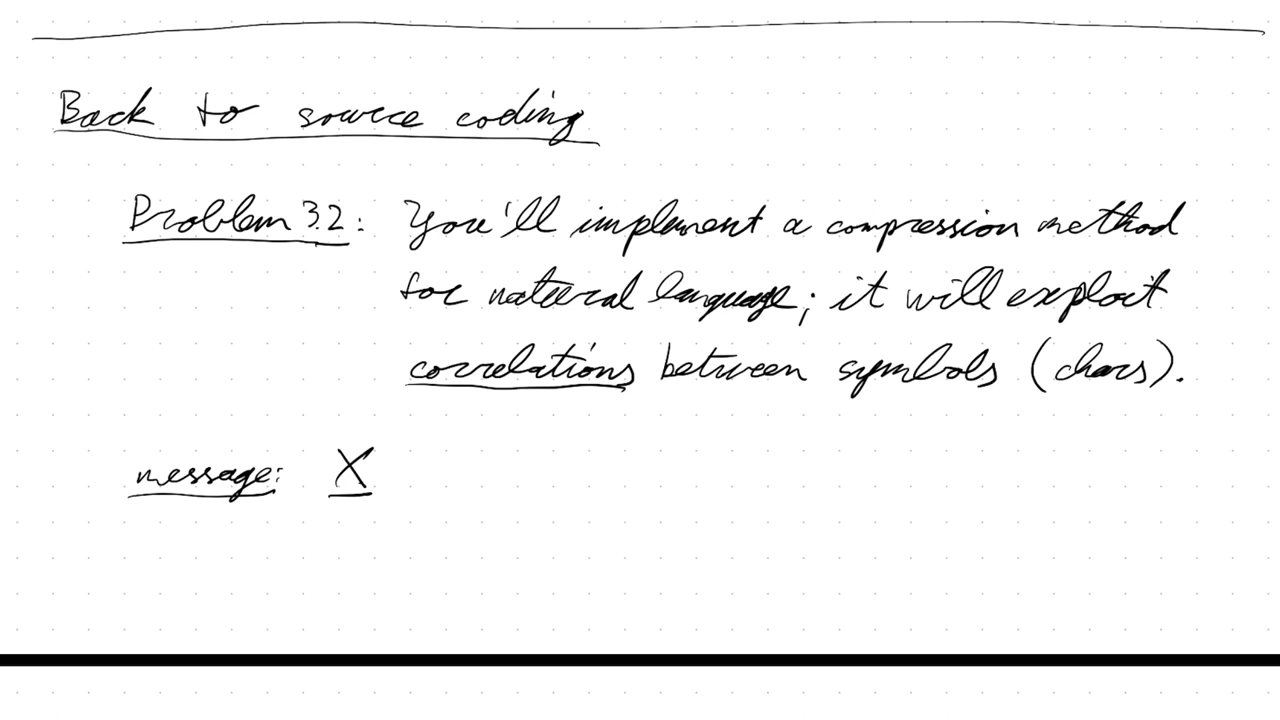 Back to source coding
Problem 3.2: You'll implement a compression method
for natural language; it will exploit
correlations between symbols (chars).
message: X